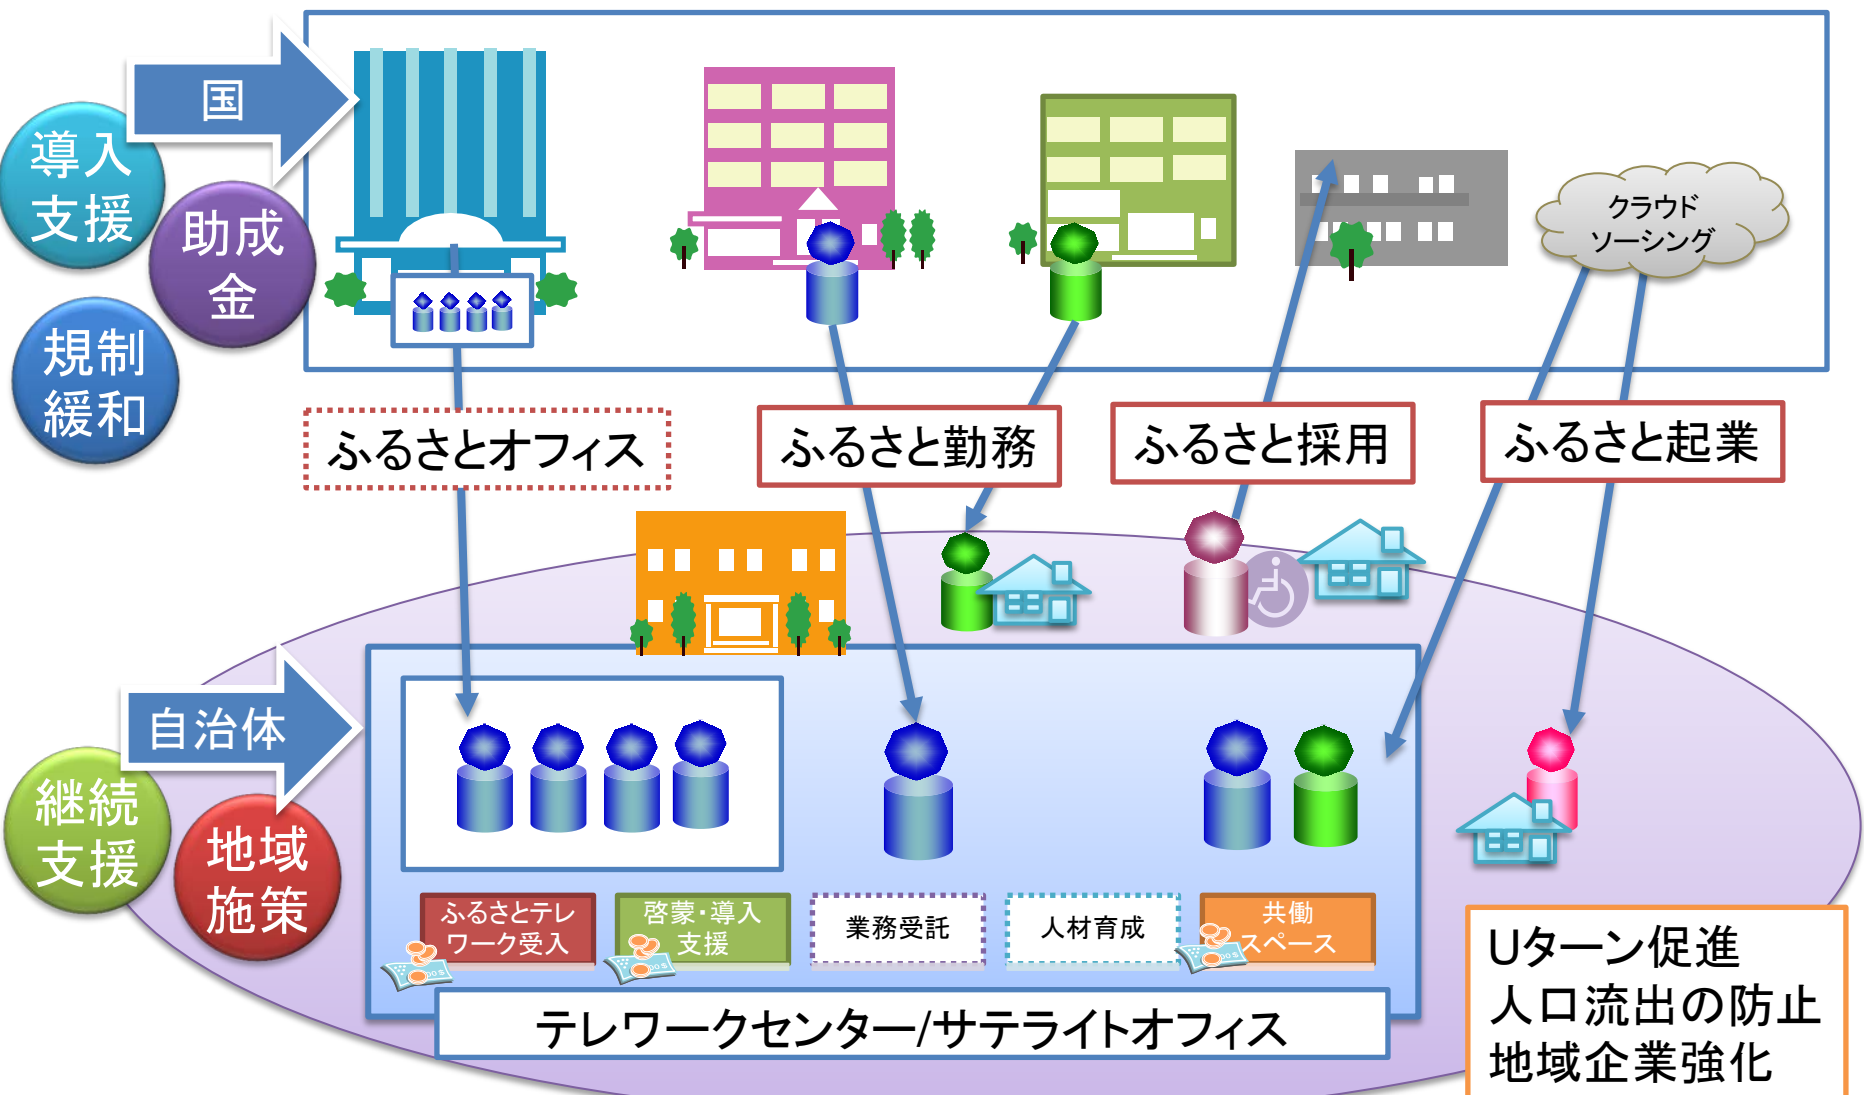 国
導入
支援
助成
金
規制
緩和
クラウド
ソーシング
ふるさとオフィス
ふるさと勤務
ふるさと採用
ふるさと起業
自治体
継続
支援
地域
施策
ふるさとテレ
ワーク受入
啓蒙・導入
支援
業務受託
人材育成
共働
スペース
テレワークセンター/サテライトオフィス
Uターン促進
人口流出の防止
地域企業強化